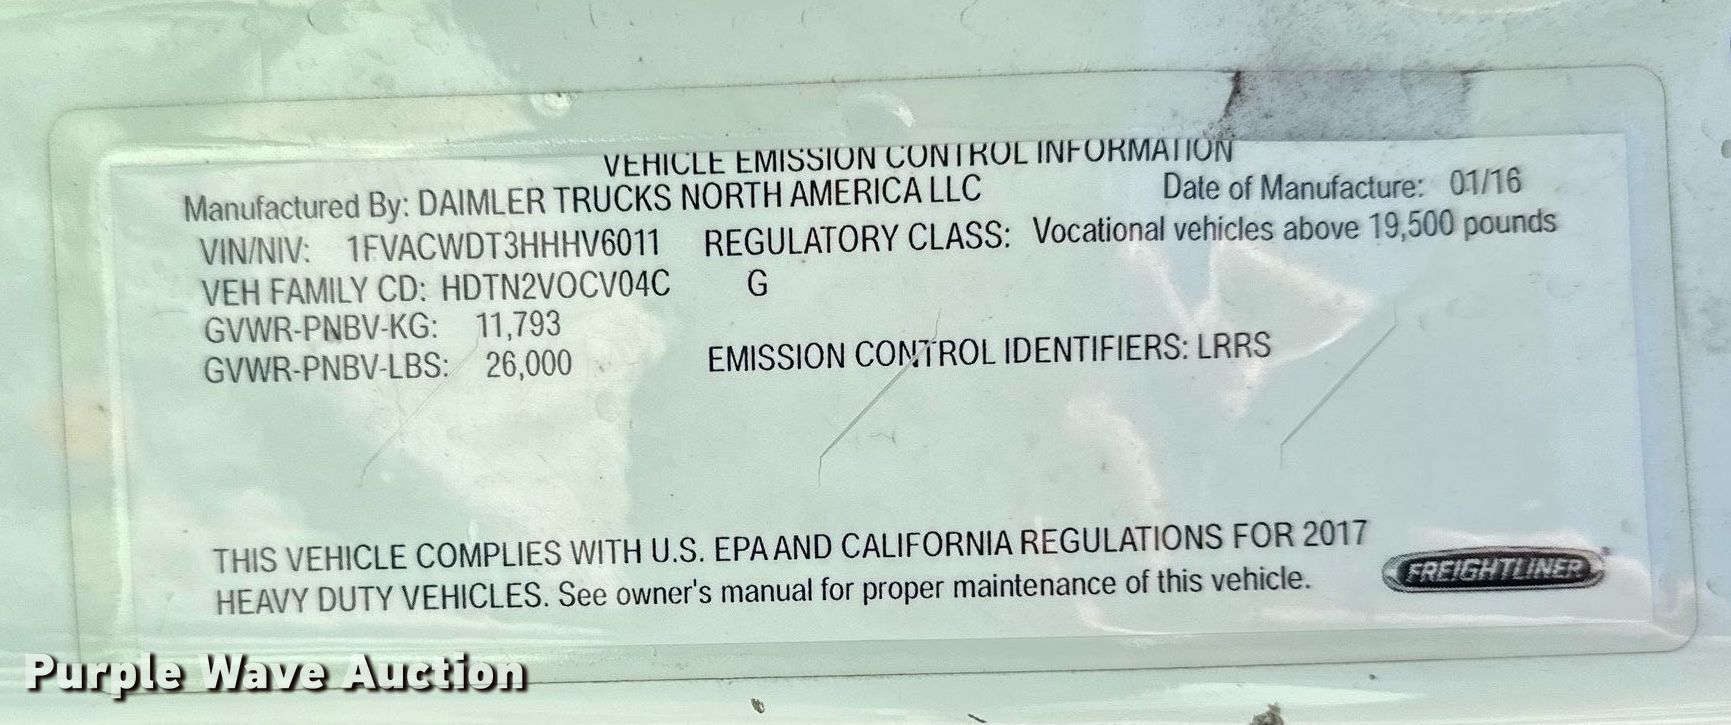 VEHICLE EMISSION CONTROL INFORMATION
Manufactured By: DAIMLER TRUCKS NORTH AMERICA LLC Date of Manufacture: 01/16
VIN/NIV: 1FVACWDT3HHHV6011 REGULATORY CLASS: Vocational vehicles above 19,500 pounds
VEH FAMILY CD: HDTN2VOCV04C G
GVWR-PNBV-KG: 11,793
GVWR-PNBV-LBS: 26,000 EMISSION CONTROL IDENTIFIERS: LRRS
THIS VEHICLE COMPLIES WITH U.S. EPA AND CALIFORNIA REGULATIONS FOR 2017
HEAVY DUTY VEHICLES. See owner's manual for proper maintenance of this vehicle.
FREIGHTLINER
Purple Wave Auction